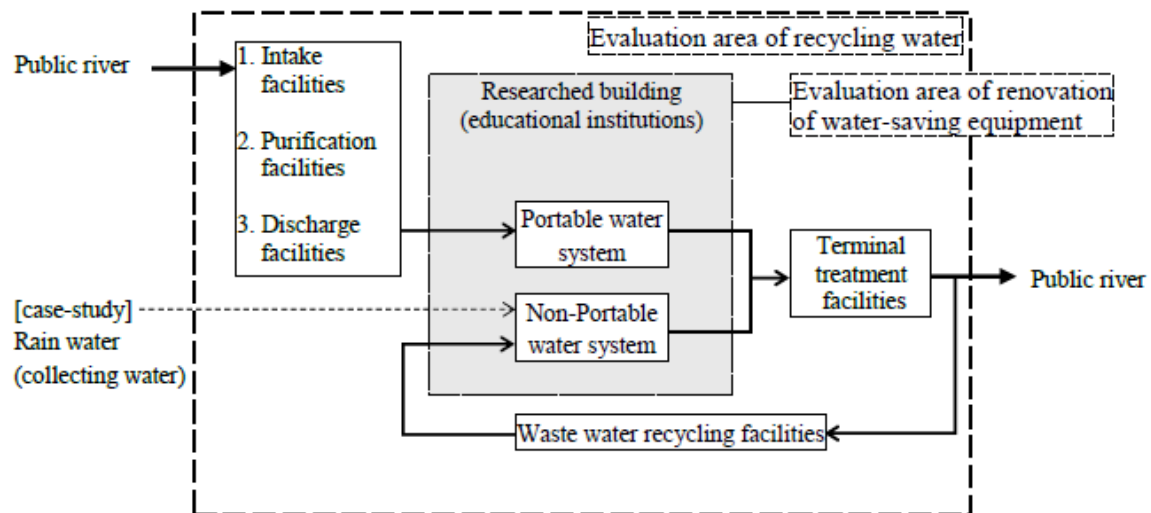 Evaluation area of recycling water
Public river
1. Intake
facilities
2. Purification
facilities
3. Discharge
facilities
Researched building
(educational institutions)
Evaluation area of renovation
of water-saving equipment
Portable water
system
Terminal
treatment
facilities
Public river
[case-study]
Rain water
(collecting water)
Non-Portable
water system
Waste water recycling facilities